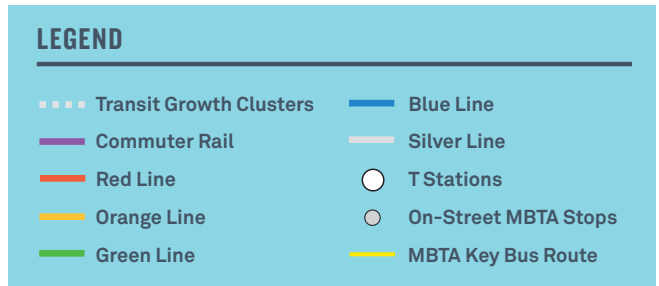 LEGEND
Transit Growth Clusters
Commuter Rail
Red Line
Orange Line
Green Line
Blue Line
Silver Line
T Stations
On-Street MBTA Stops
MBTA Key Bus Route